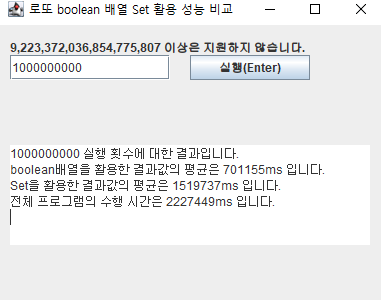 로또 boolean 배열 Set 활용 성능 비교
9,223,372,036,854,775,807 이상은 지원하지 않습니다.
1000000000 실행(Enter)
1000000000 실행 횟수에 대한 결과입니다.
boolean배열을 활용한 결과값의 평균은 701155ms 입니다.
Set을 활용한 결과값의 평균은 1519737ms 입니다.
전체 프로그램의 수행 시간은 2227449ms 입니다.